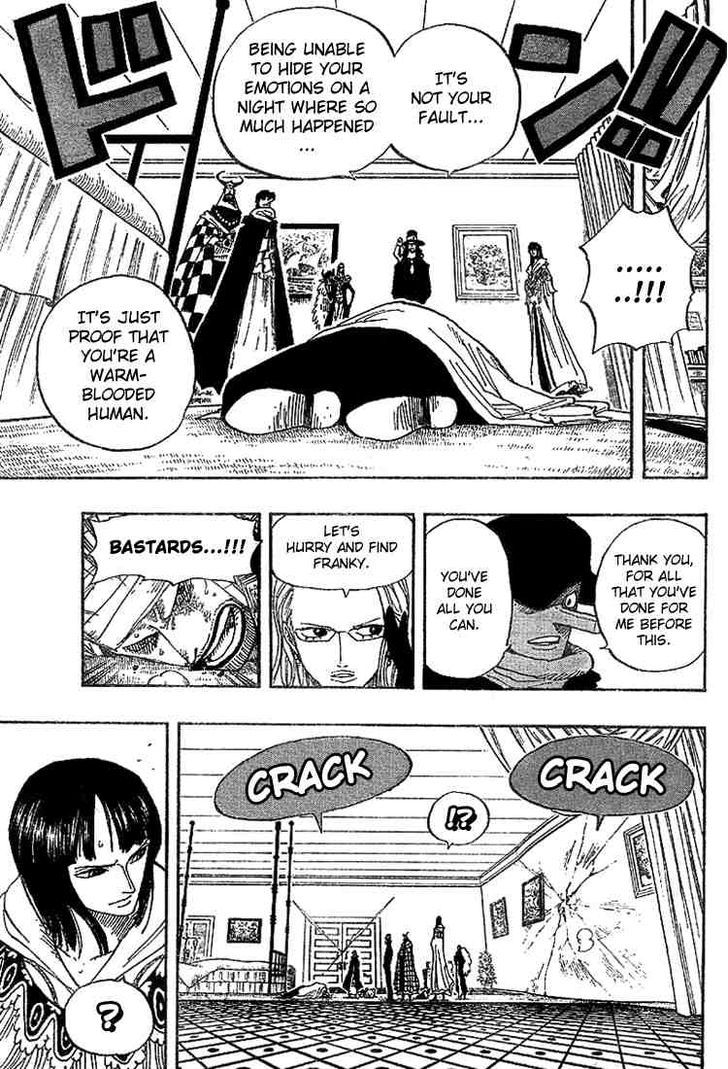 ドーン!!
IT'S
NOT YOUR
FAULT...
BEING UNABLE
TO HIDE YOUR
EMOTIONS ON A
NIGHT WHERE SO
MUCH HAPPENED
...
.....
..!!!
IT'S JUST
PROOF THAT
YOU'RE A
WARM-
BLOODED
HUMAN.
THANK YOU,
FOR ALL
THAT YOU'VE
DONE FOR
ME BEFORE
THIS.
YOU'VE
DONE
ALL YOU
CAN.
LET'S
HURRY AND FIND
FRANKY.
BASTARDS...!!!
CRACK
!?
CRACK
?